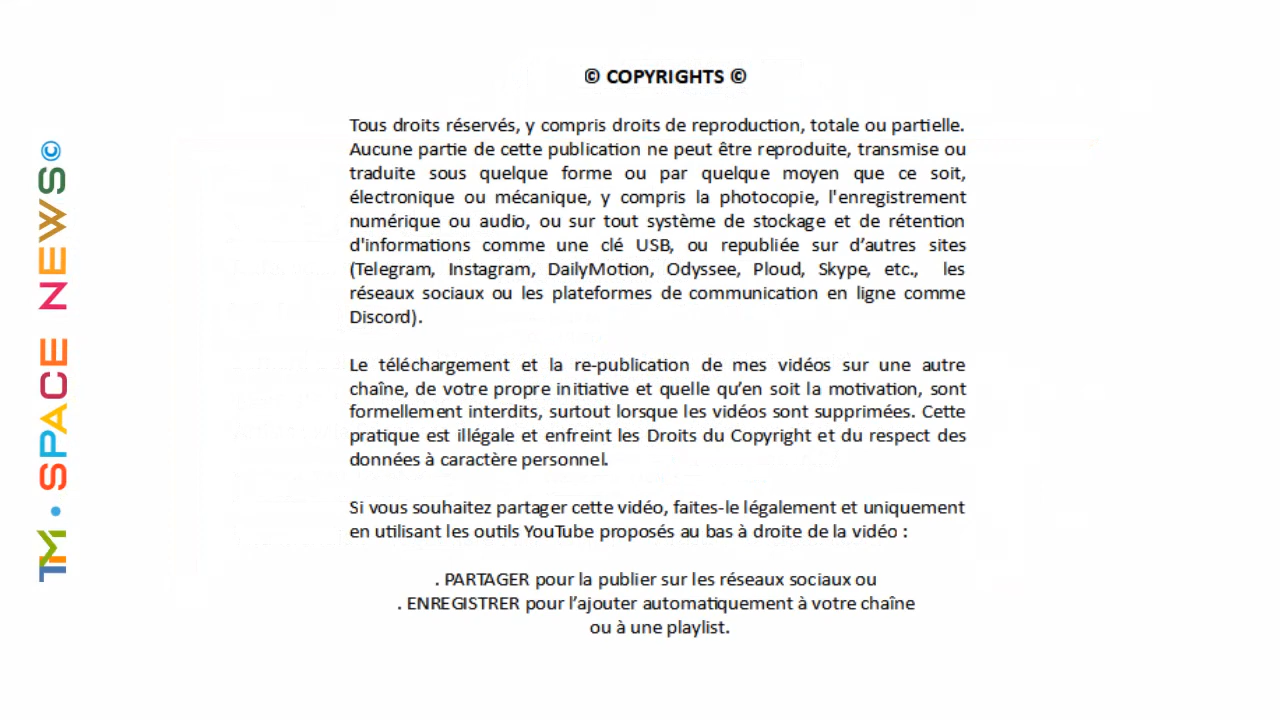 © COPYRIGHTS ©
Tous droits réservés, y compris droits de reproduction, totale ou partielle.
Aucune partie de cette publication ne peut être reproduite, transmise ou
traduite sous quelque forme ou par quelque moyen que ce soit,
électronique ou mécanique, y compris la photocopie, l'enregistrement
numérique ou audio, ou sur tout système de stockage et de rétention
d'informations comme une clé USB, ou republiée sur d’autres sites
(Telegram, Instagram, DailyMotion, Odyssee, Ploud, Skype, etc., les
réseaux sociaux ou les plateformes de communication en ligne comme
Discord).
Le téléchargement et la re-publication de mes vidéos sur une autre
chaîne, de votre propre initiative et quelle qu’en soit la motivation, sont
formellement interdits, surtout lorsque les vidéos sont supprimées. Cette
pratique est illégale et enfreint les Droits du Copyright et du respect des
données à caractère personnel.
Si vous souhaitez partager cette vidéo, faites-le légalement et uniquement
en utilisant les outils YouTube proposés au bas à droite de la vidéo :
. PARTAGER pour la publier sur les réseaux sociaux ou
. ENREGISTRER pour l’ajouter automatiquement à votre chaîne
ou à une playlist.
TM • SPACE NEWS©